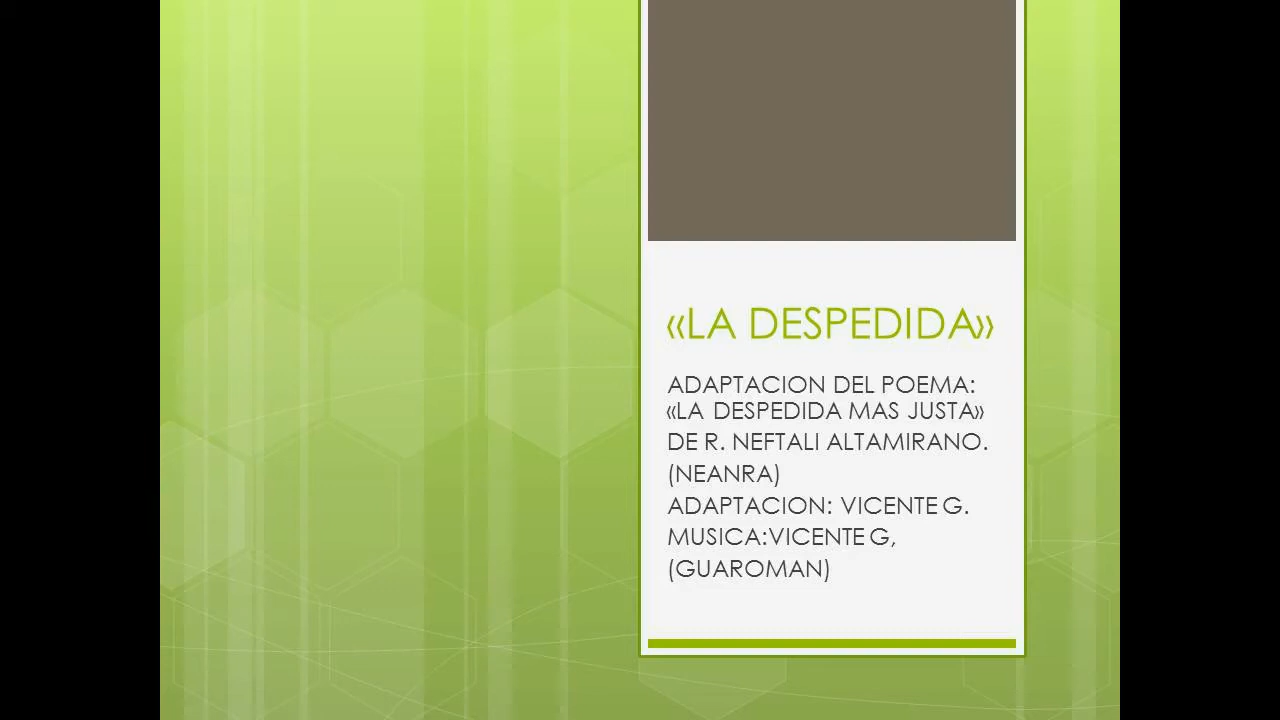 «LA DESPEDIDA»
ADAPTACION DEL POEMA:
«LA DESPEDIDA MAS JUSTA»
DE R. NEFTALI ALTAMIRANO.
(NEANRA)
ADAPTACION: VICENTE G.
MUSICA:VICENTE G,
(GUAROMAN)